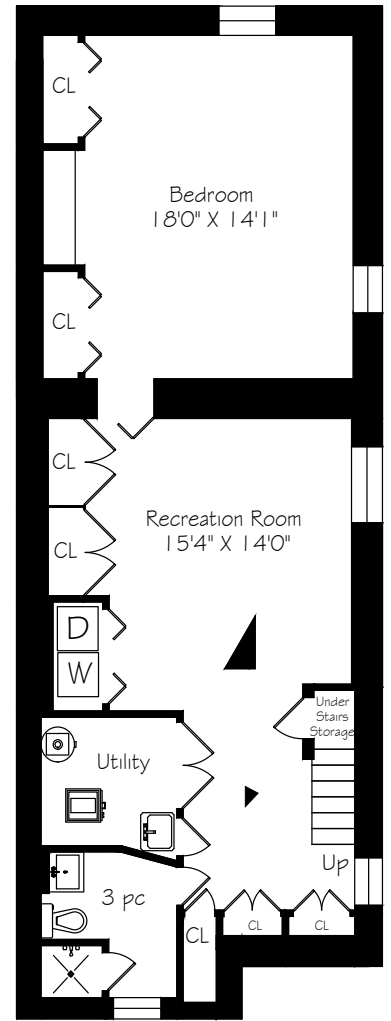 CL
Bedroom
18'0" X 14'1"
CL
CL
Recreation Room
15'4" X 14'0"
CL
D
W
Under
Stairs
Storage
Utility
Up
3 pc
CL
CL
CL